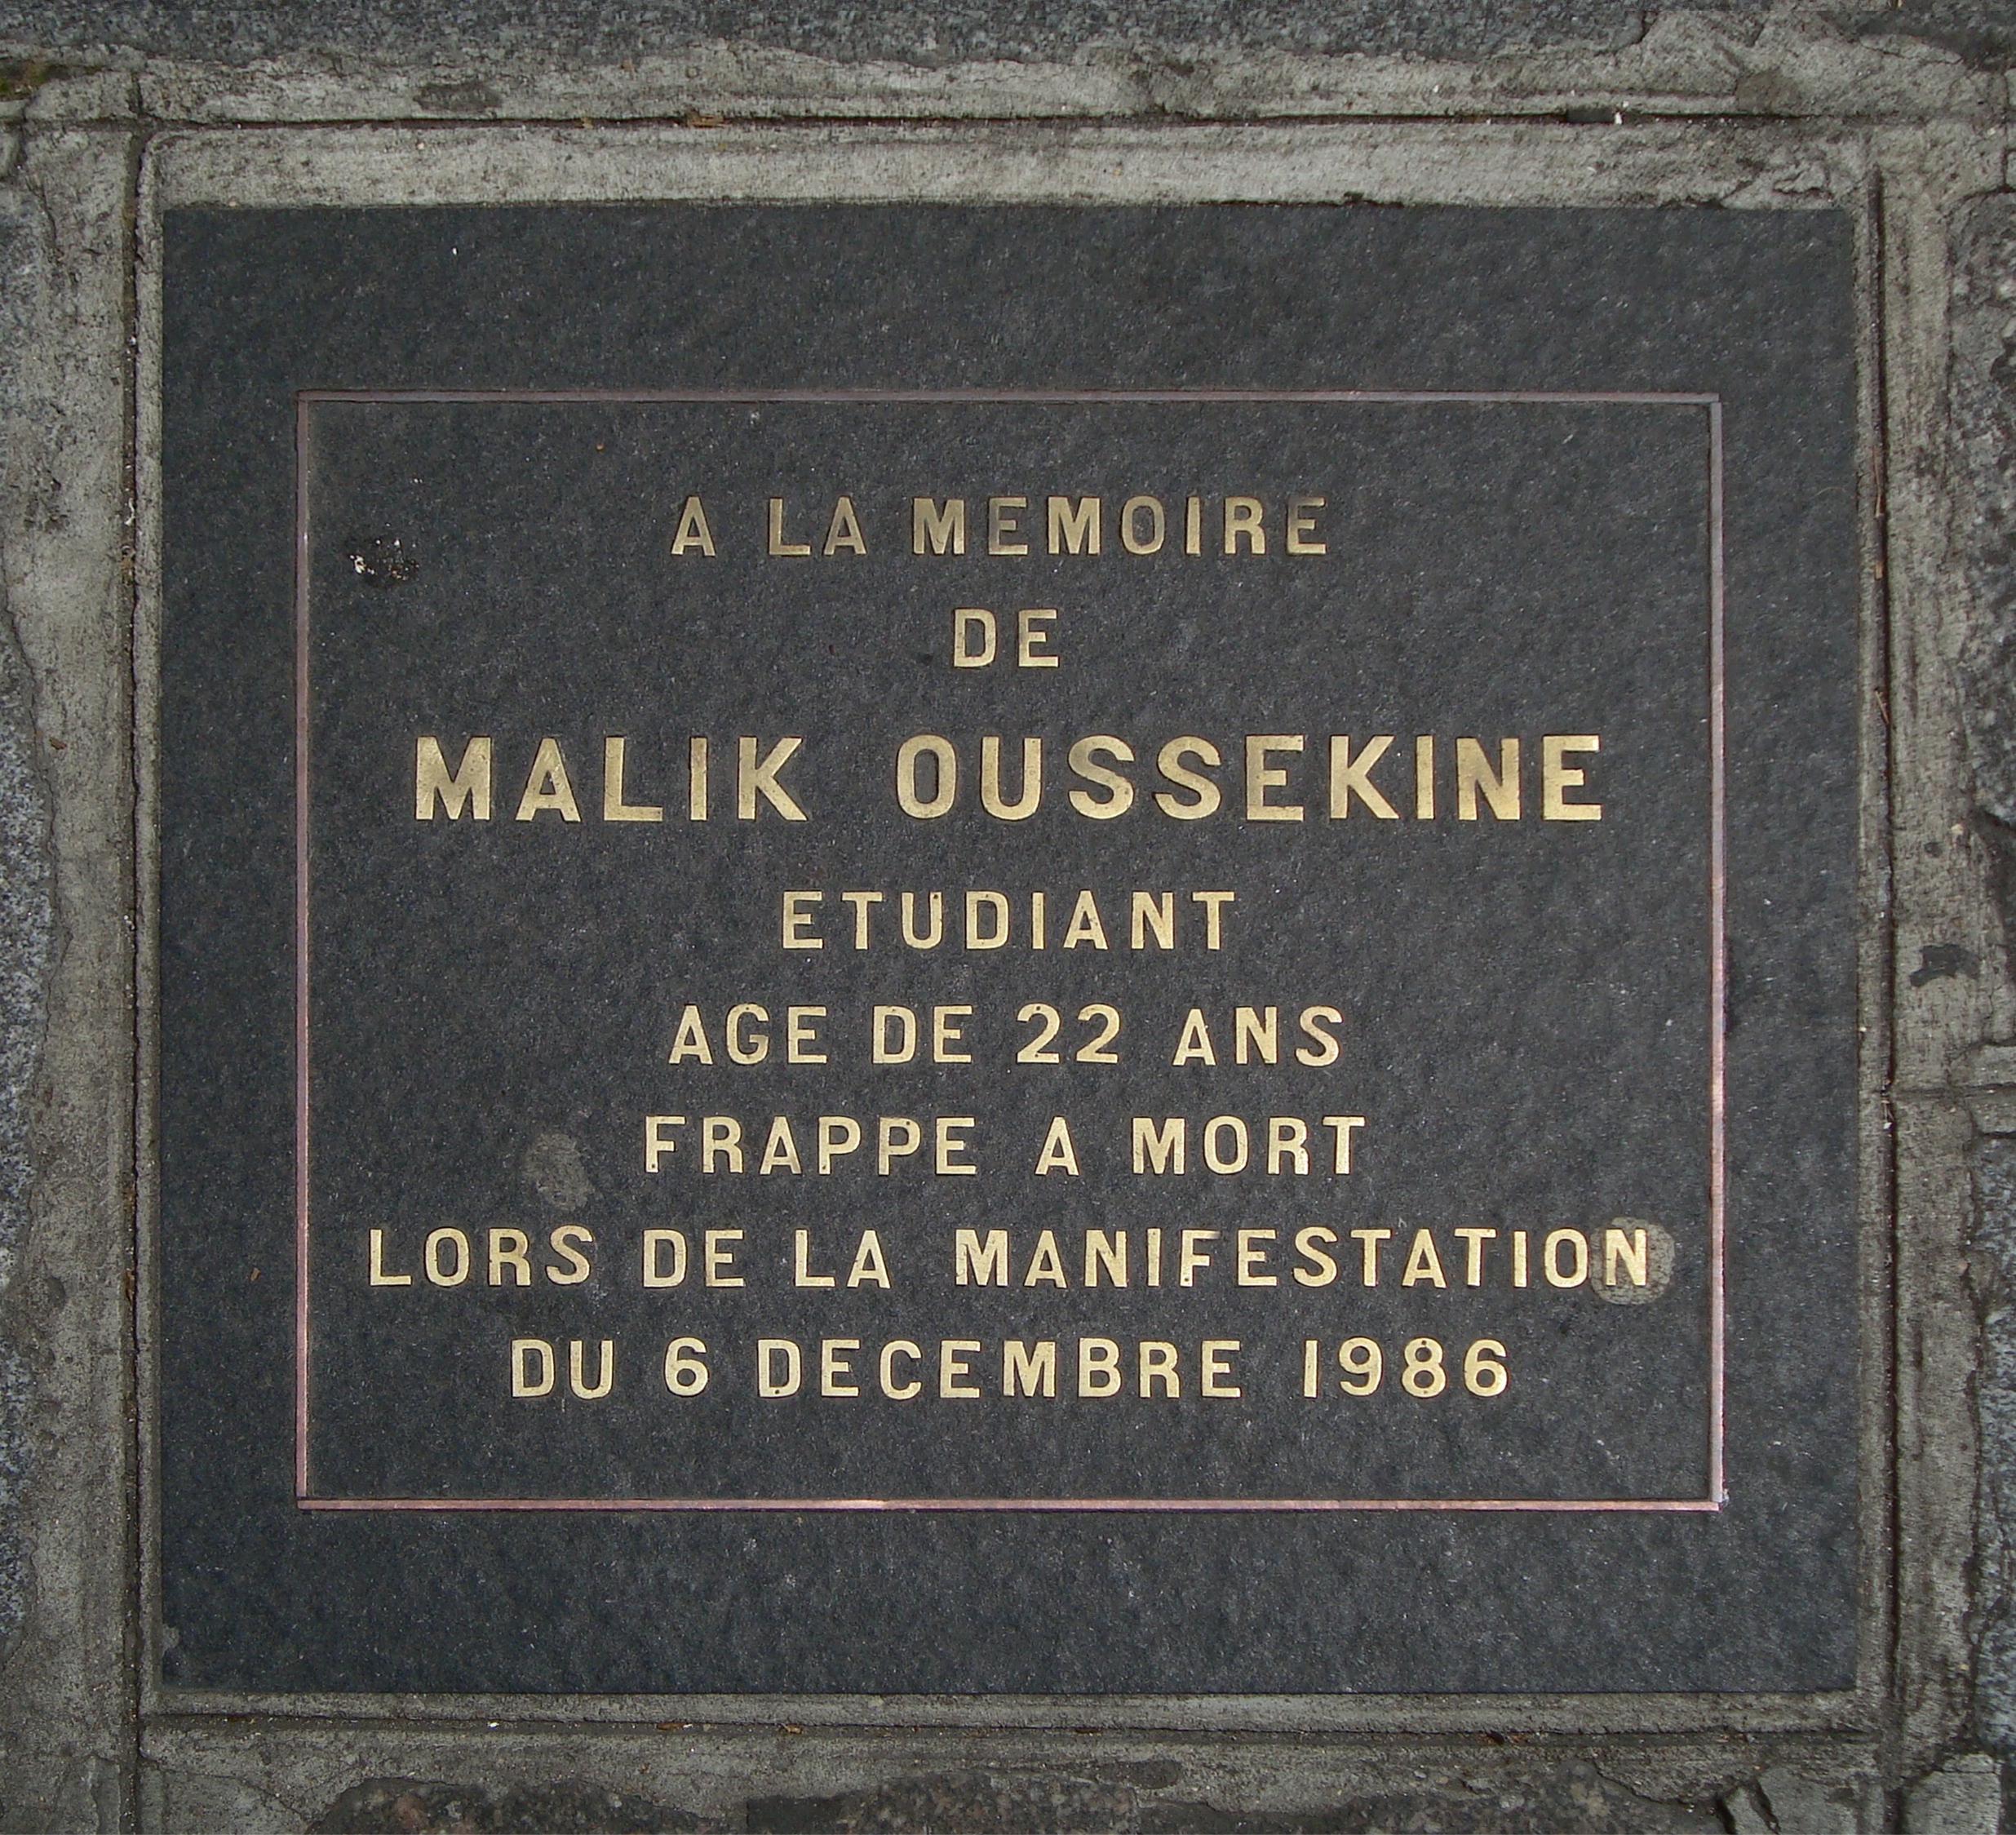 A LA MEMOIRE
DE
MALIK OUSSEKINE
ETUDIANT
AGE DE 22 ANS
FRAPPE A MORT
LORS DE LA MANIFESTATION
DU 6 DECEMBRE 1986